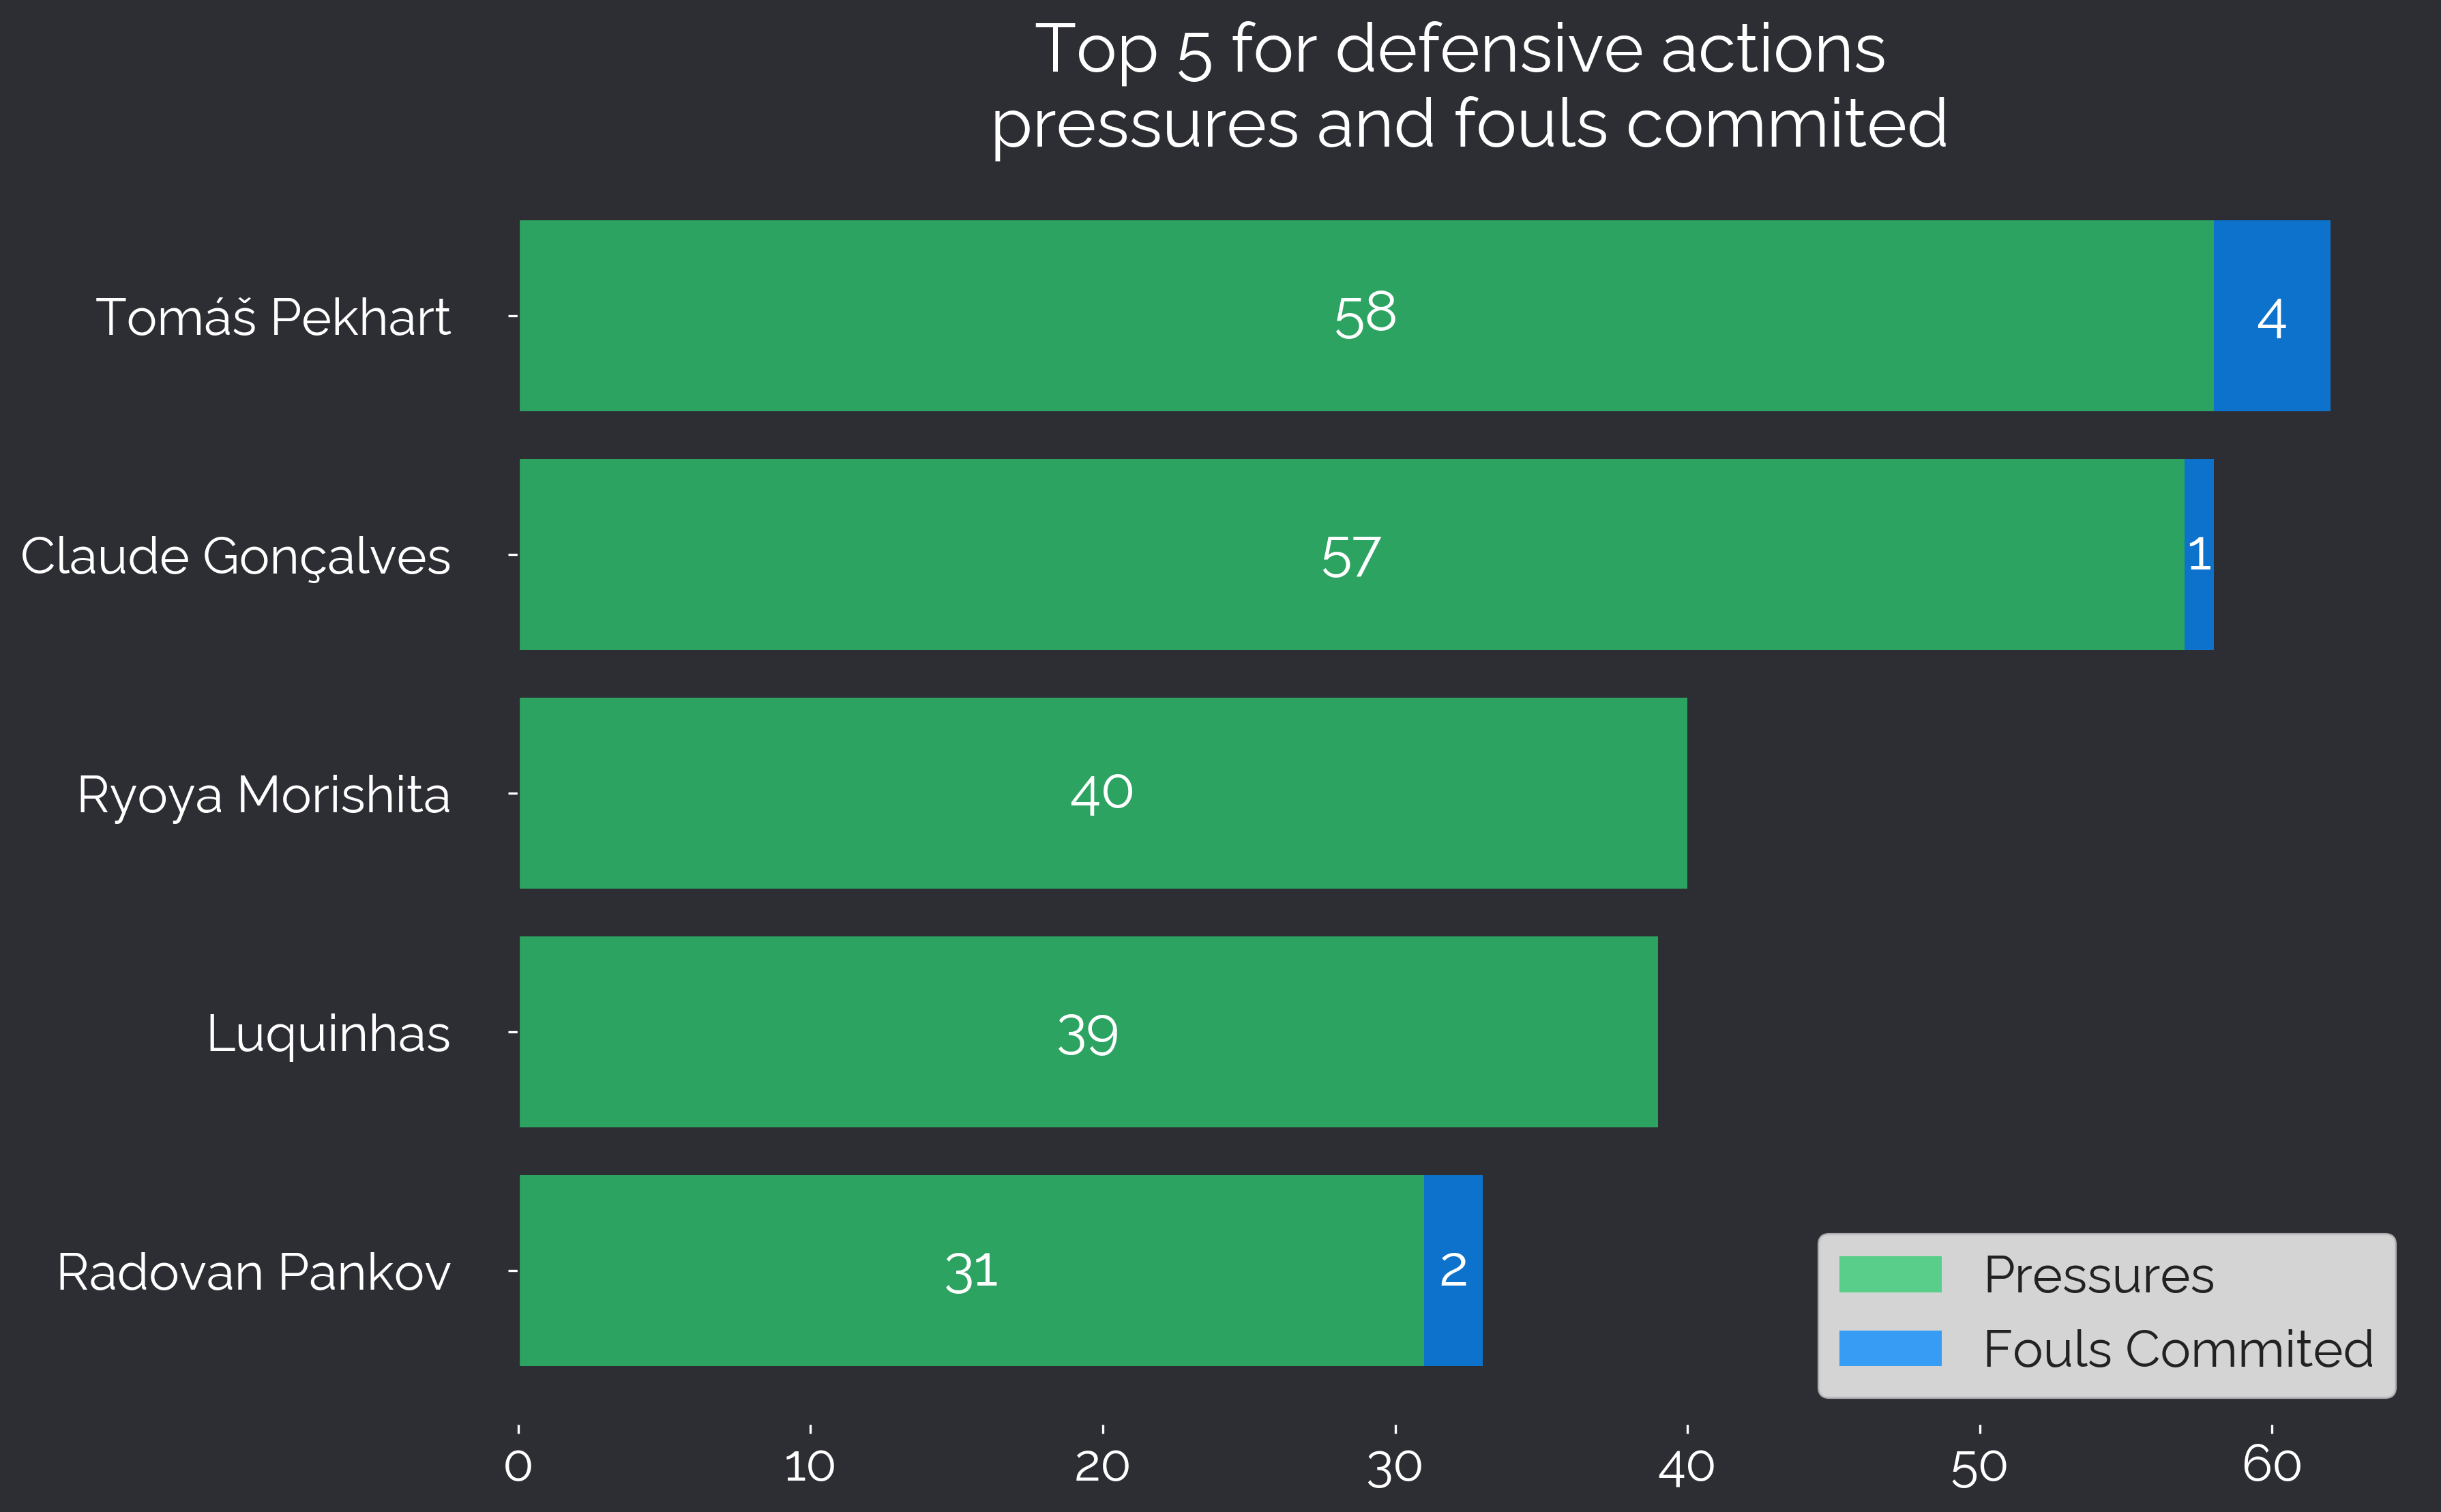 Top 5 for defensive actions
pressures and fouls commited
Tomáš Pekhart
58
4
Claude Gonçalves
57
1
Ryoya Morishita
40
Luquinhas
39
Radovan Pankov
31
2
Pressures
Fouls Commited
0 10 20 30 40 50 60